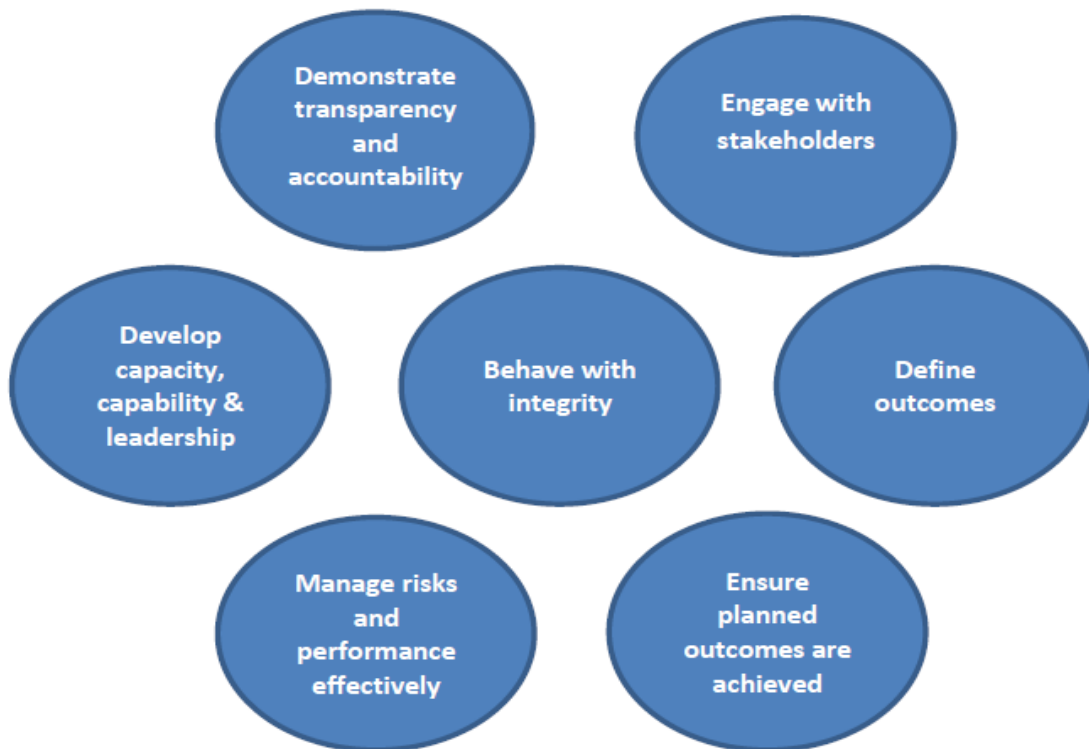 Demonstrate
transparency
and
accountability
Engage with
stakeholders
Develop
capacity,
capability &
leadership
Behave with
integrity
Define
outcomes
Manage risks
and
performance
effectively
Ensure
planned
outcomes are
achieved